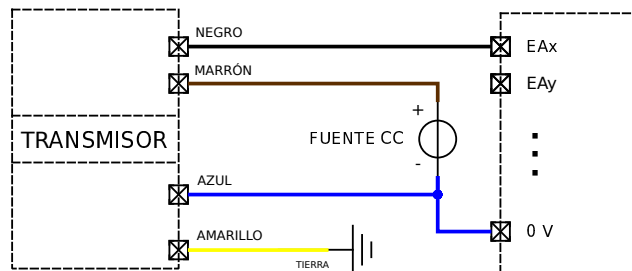 NEGRO
EAx
MARRÓN
EAy
+
TRANSMISOR
FUENTE CC
-
AZUL
AMARILLO
0 V
TIERRA